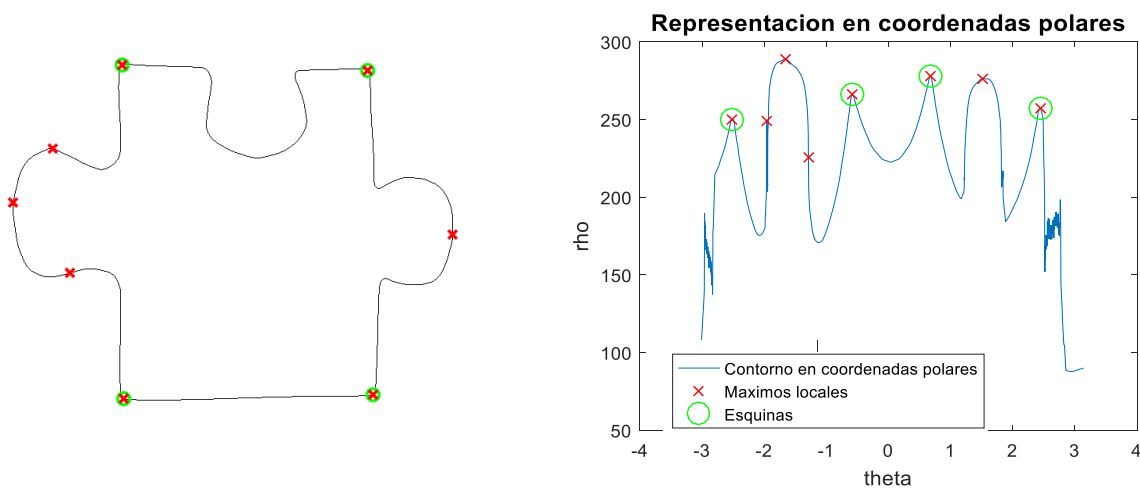 Representacion en coordenadas polares
300
250
200
150
100
50
rho
Contorno en coordenadas polares
Maximos locales
Esquinas
-4 -3 -2 -1 0 1 2 3 4
theta